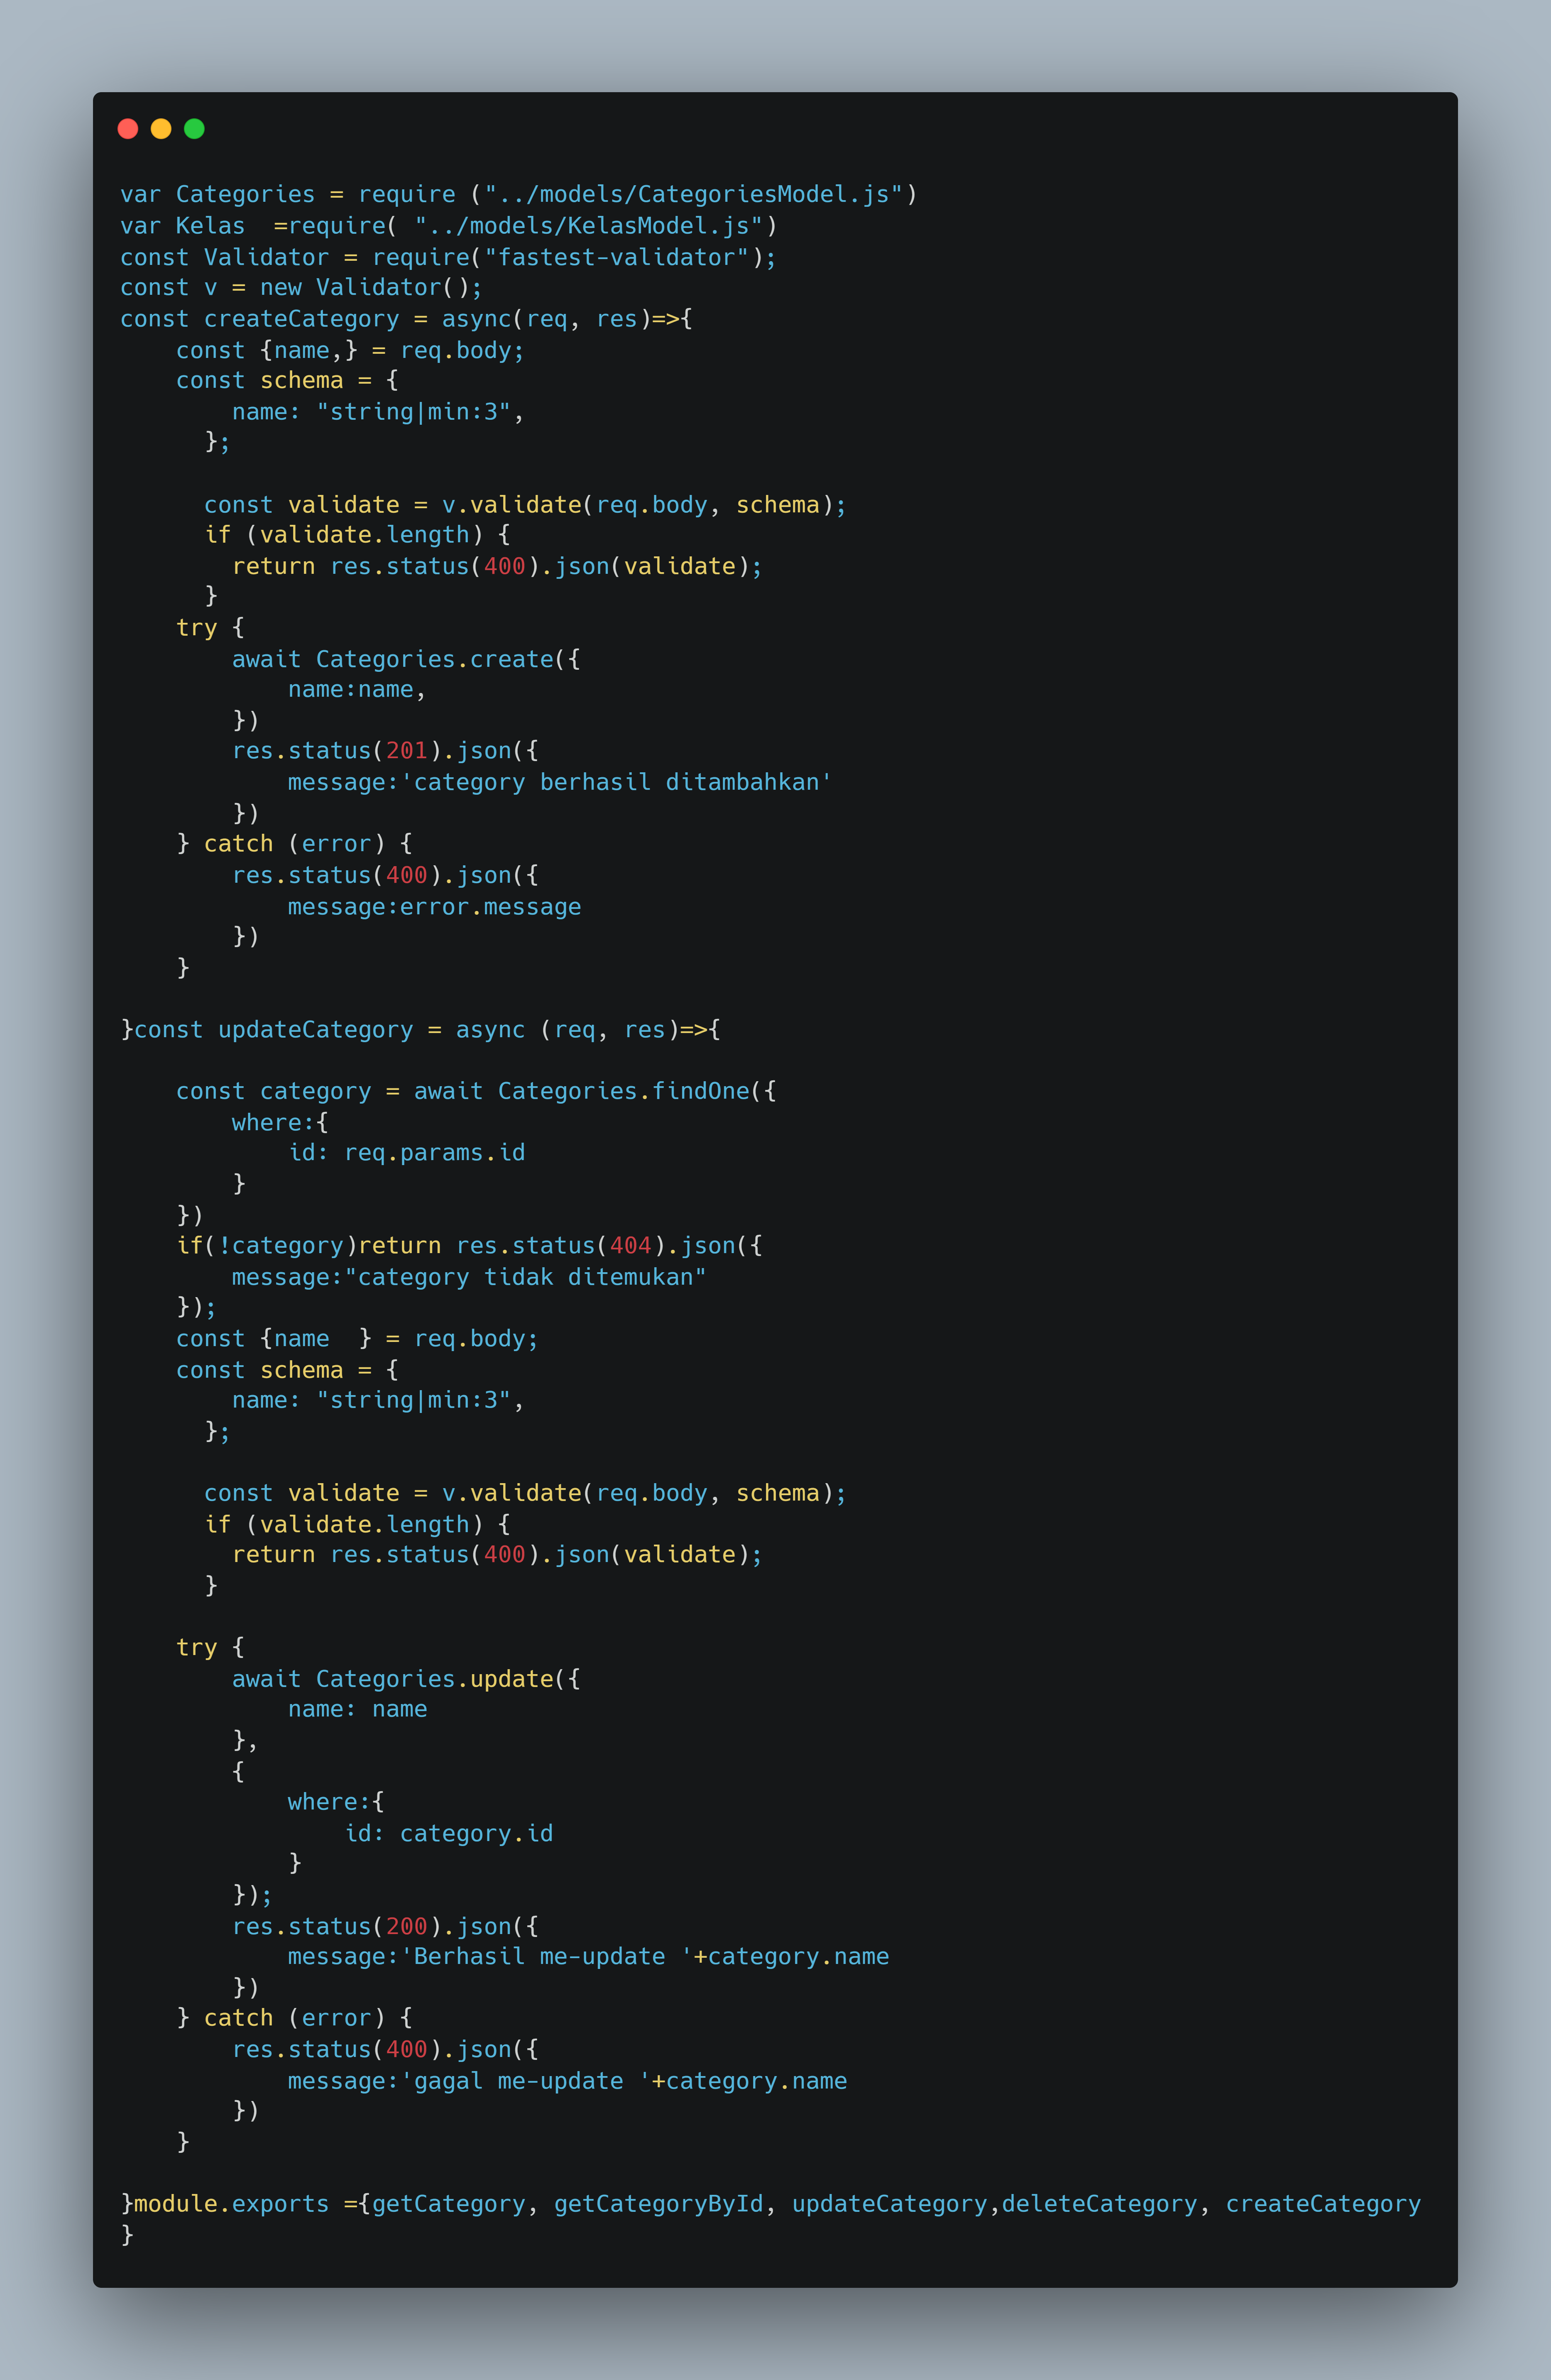 var Categories = require ("../models/CategoriesModel.js")
var Kelas  =require( "../models/KelasModel.js")
const Validator = require("fastest-validator");
const v = new Validator();
const createCategory = async(req, res)=>{
    const {name,} = req.body;
    const schema = {
        name: "string|min:3",
      };

      const validate = v.validate(req.body, schema);
      if (validate.length) {
        return res.status(400).json(validate);
      }
    try {
        await Categories.create({
            name:name,
        })
        res.status(201).json({
            message:'category berhasil ditambahkan'
        })
    } catch (error) {
        res.status(400).json({
            message:error.message
        })
    }

}const updateCategory = async (req, res)=>{

    const category = await Categories.findOne({
        where:{
            id: req.params.id
        }
    })
    if(!category)return res.status(404).json({
        message:"category tidak ditemukan"
    });
    const {name  } = req.body;
    const schema = {
        name: "string|min:3",
      };

      const validate = v.validate(req.body, schema);
      if (validate.length) {
        return res.status(400).json(validate);
      }

    try {
        await Categories.update({
            name: name
        },
        {
            where:{
                id: category.id
            }
        });
        res.status(200).json({
            message:'Berhasil me-update '+category.name
        })
    } catch (error) {
        res.status(400).json({
            message:'gagal me-update '+category.name
        })
    }

}module.exports ={getCategory, getCategoryById, updateCategory,deleteCategory, createCategory
}